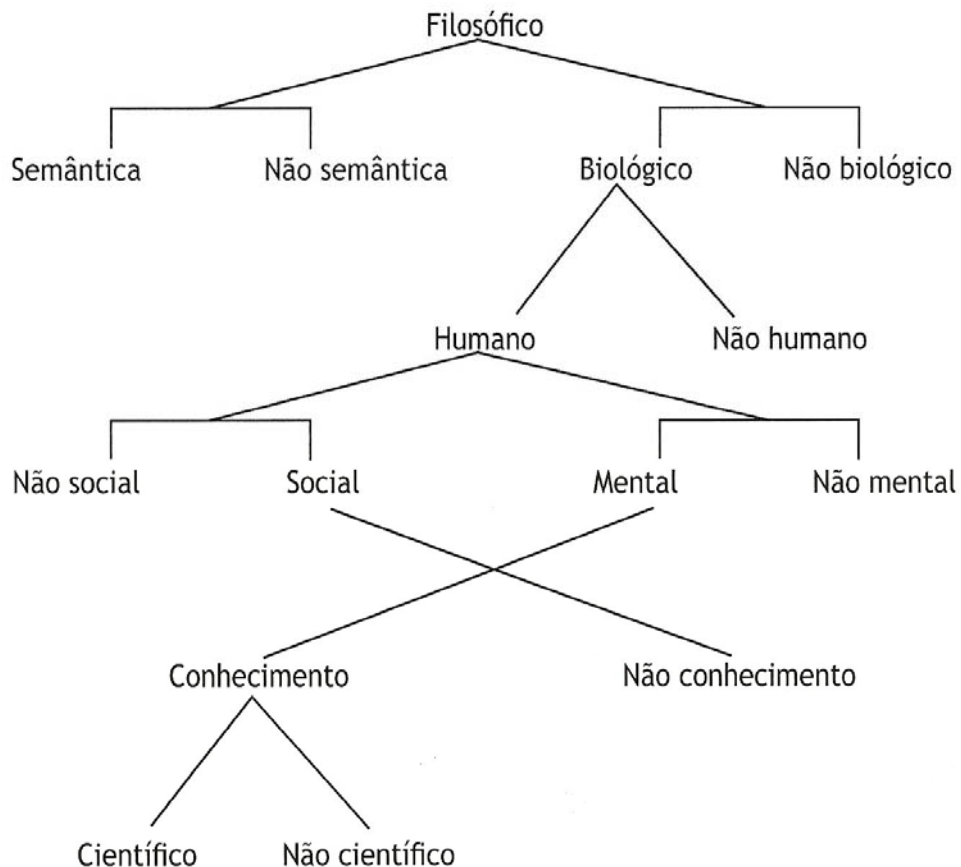 Filosófico
Semântica Não semântica Biológico Não biológico
Humano Não humano
Não social Social Mental Não mental
Conhecimento Não conhecimento
Científico Não científico